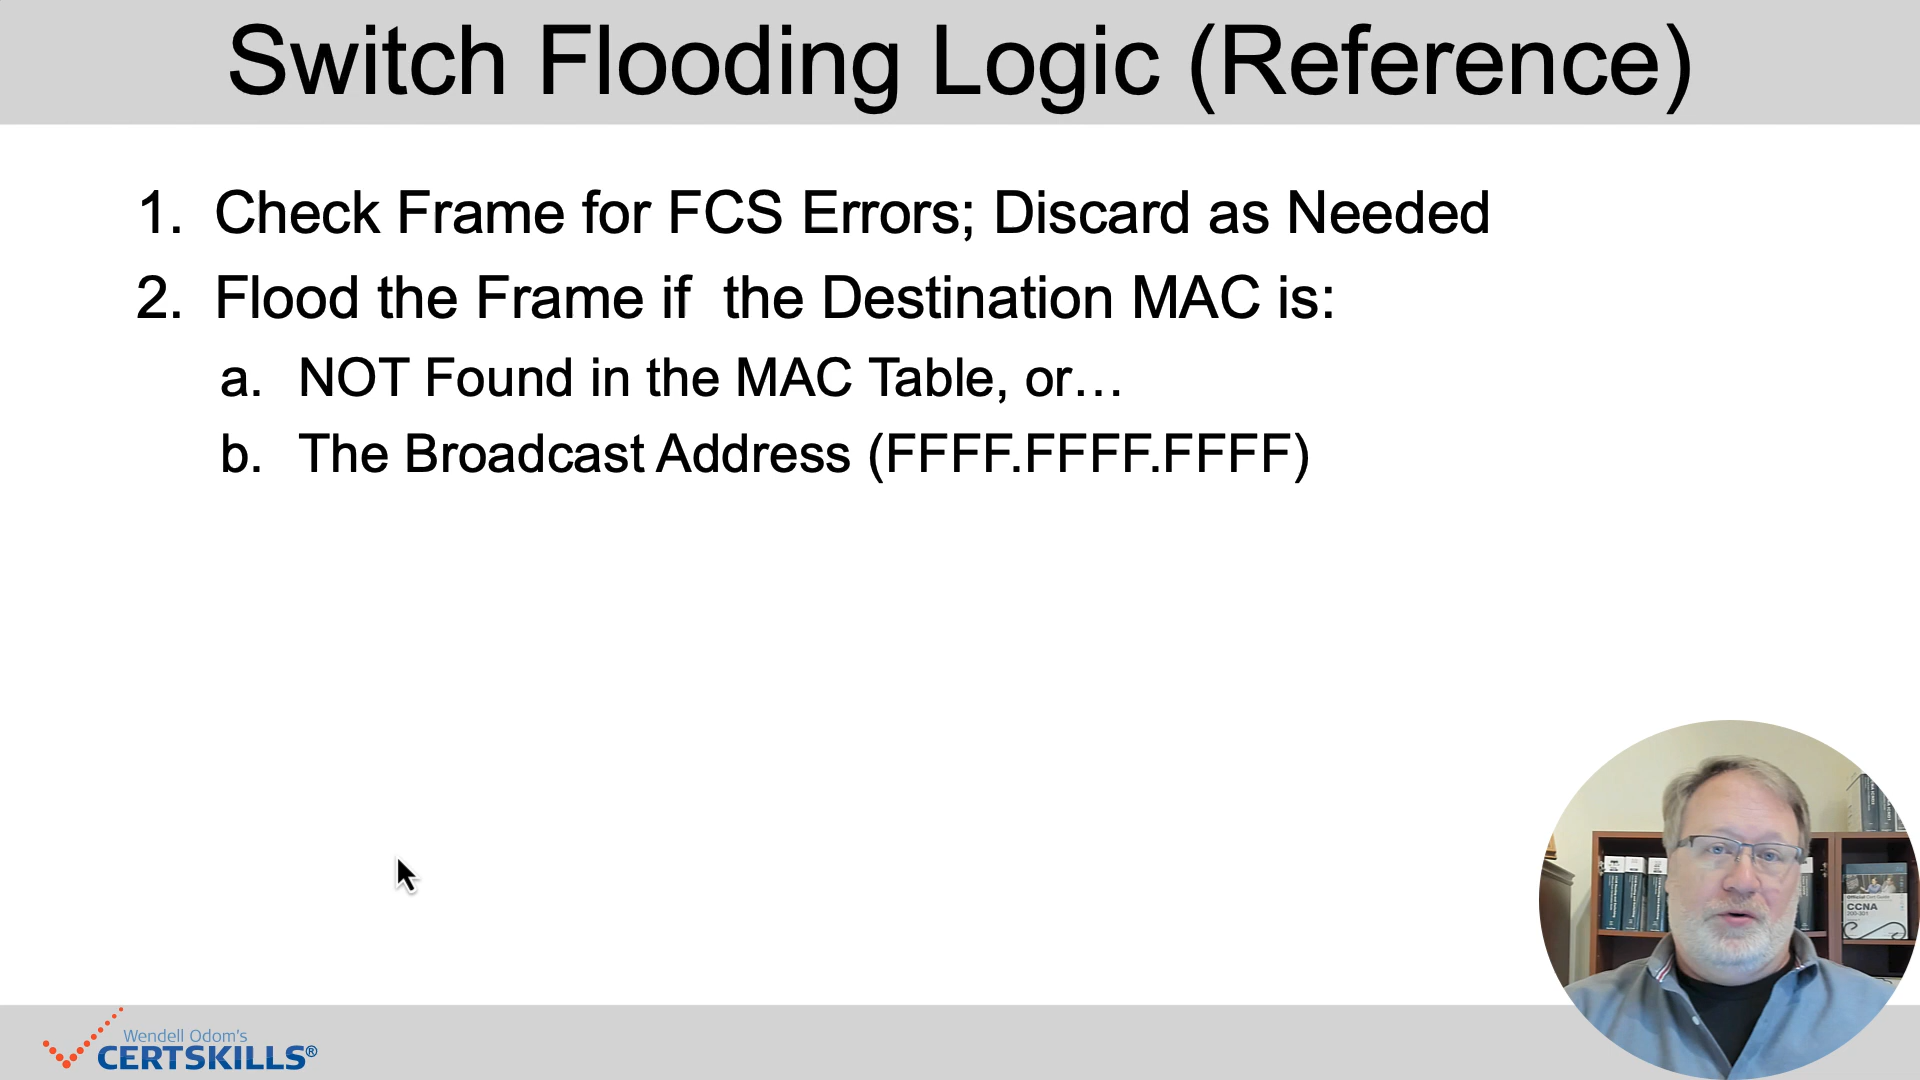 Switch Flooding Logic (Reference)
1. Check Frame for FCS Errors; Discard as Needed
2. Flood the Frame if  the Destination MAC is:
a. NOT Found in the MAC Table, or…
b. The Broadcast Address (FFFF.FFFF.FFFF)
CCNA
Wendell Odom's
CERTSKILLS®